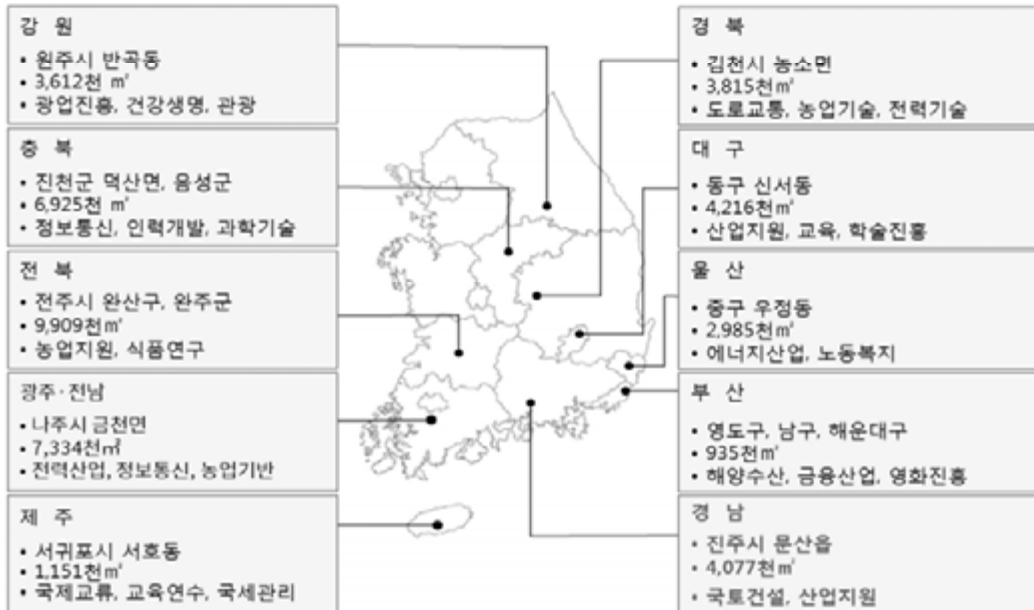 강 원
• 원주시 반곡동
• 3,612천 ㎡
• 광업진흥, 건강생명, 관광
충 북
• 진천군 덕산면, 음성군
• 6,925천 ㎡
• 정보통신, 인력개발, 과학기술
전 북
• 전주시 완산구, 완주군
• 9,909천㎡
• 농업지원, 식품연구
광주·전남
• 나주시 금천면
• 7,334천㎡
• 전력산업, 정보통신, 농업기반
제 주
• 서귀포시 서호동
• 1,151천㎡
• 국제교류, 교육연수, 국세관리
경 북
• 김천시 농소면
• 3,815천㎡
• 도로교통, 농업기술, 전력기술
대 구
• 동구 신서동
• 4,216천㎡
• 산업지원, 교육, 학술진흥
울 산
• 중구 우정동
• 2,985천㎡
• 에너지산업, 노동복지
부 산
• 영도구, 남구, 해운대구
• 935천㎡
• 해양수산, 금융산업, 영화진흥
경 남
• 진주시 문산읍
• 4,077천㎡
• 국토건설, 산업지원